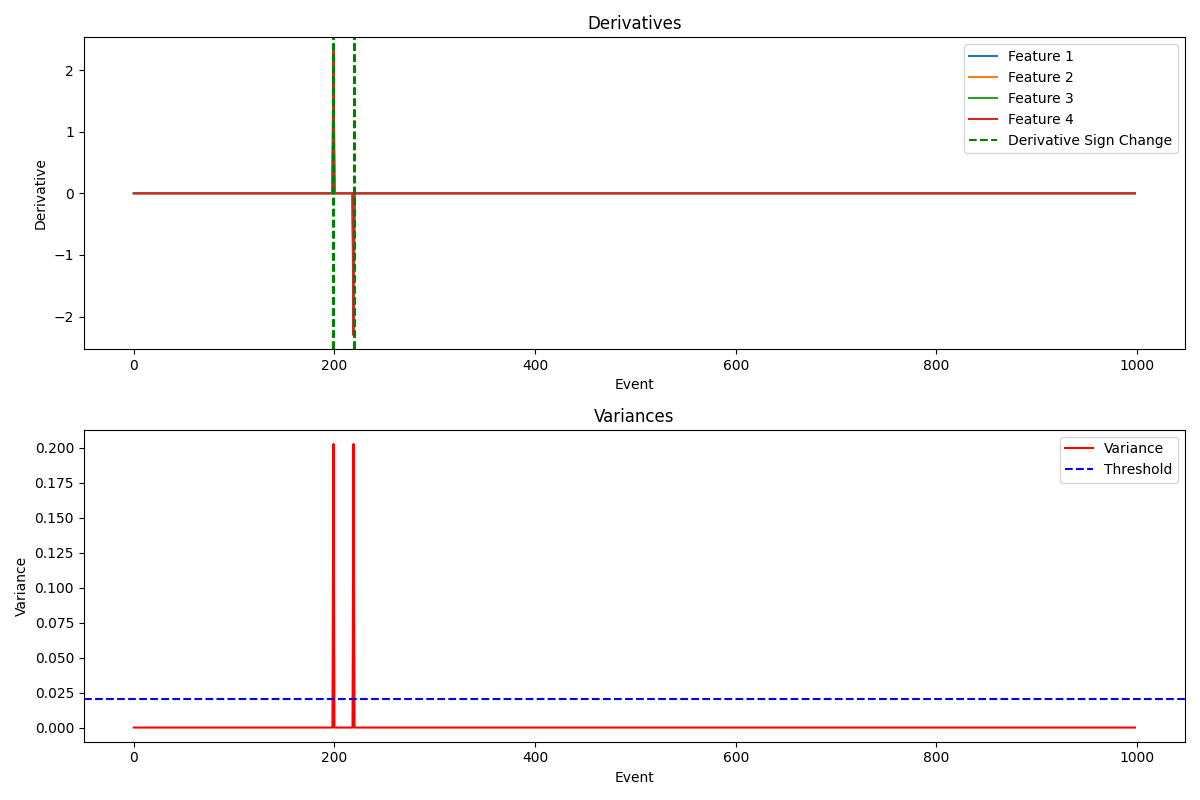 Derivatives
2
1
0
−1
−2
Derivative
Feature 1
Feature 2
Feature 3
Feature 4
Derivative Sign Change
0 200 400 600 800 1000
Event
Variances
0.200
0.175
0.150
0.125
0.100
0.075
0.050
0.025
0.000
Variance
Variance
Threshold
0 200 400 600 800 1000
Event